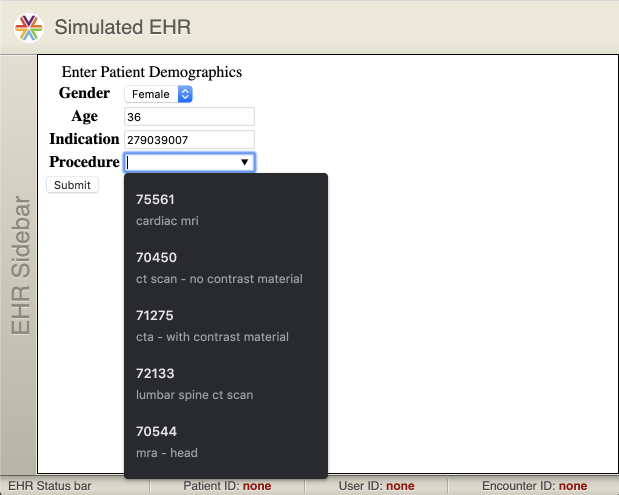 Simulated EHR
Enter Patient Demographics
Gender Female
Age 36
Indication 279039007
Procedure
Submit
75561
cardiac mri
70450
ct scan - no contrast material
71275
cta - with contrast material
72133
lumbar spine ct scan
70544
mra - head
EHR Sidebar
EHR Status bar Patient ID: none User ID: none Encounter ID: none